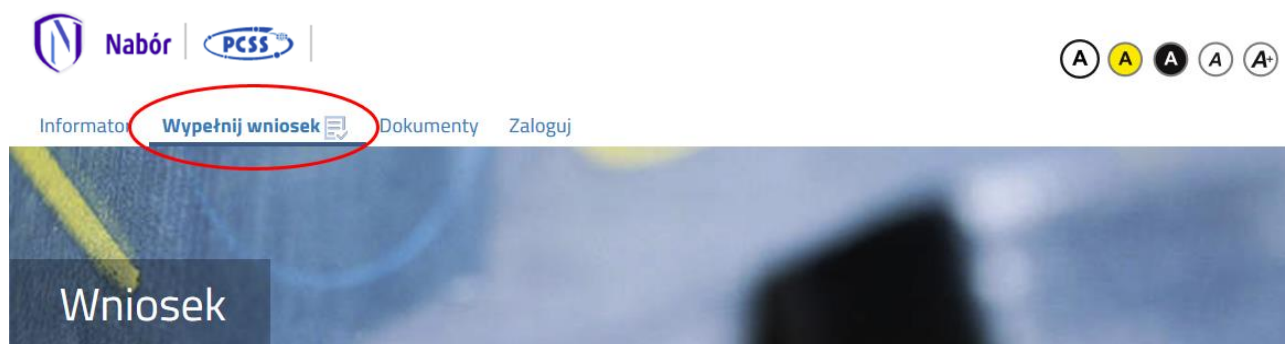 Nabór PCSS
A A A A A+
Informator Wypełnij wniosek Dokumenty Zaloguj
Wniosek